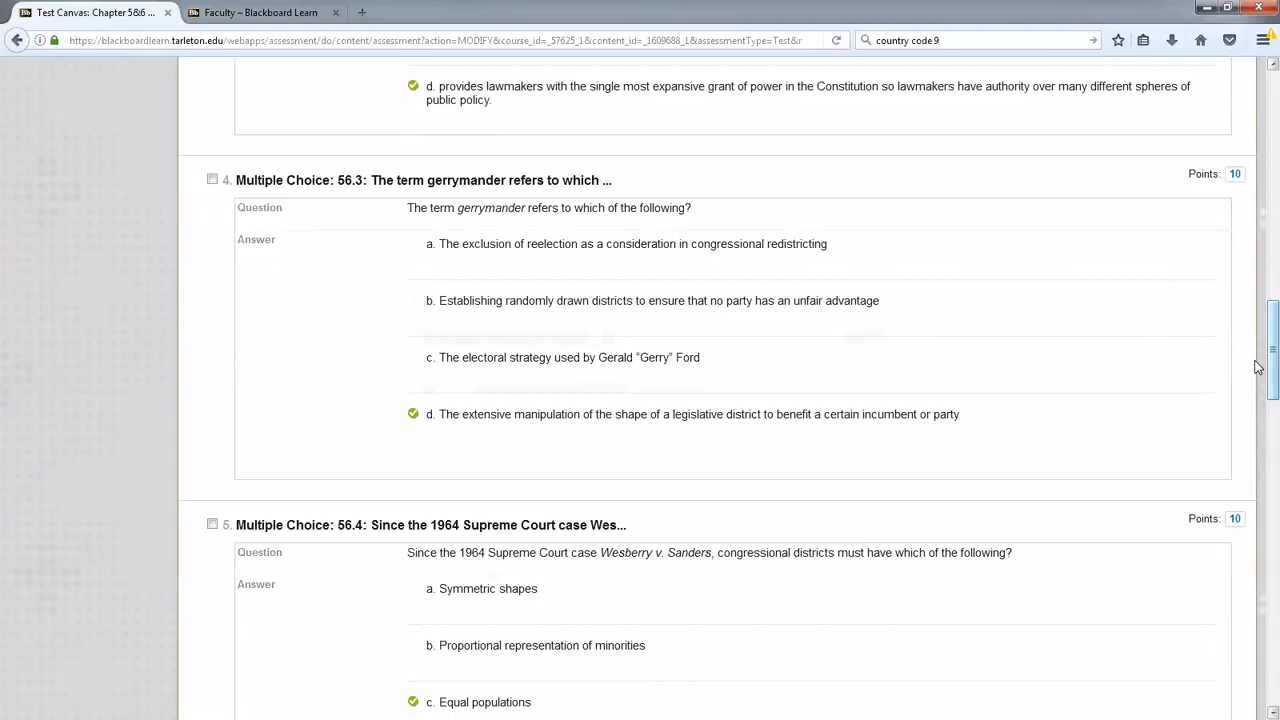 Test Canvas: Chapter 5&6 ...
Faculty – Blackboard Learn
https://blackboardlearn.tarleton.edu/webapps/assessment/do/content/assessment?action=MODIFY&course_id=_57625_1&content_id=_1609688_1&assessmentType=Test&r
country code 9
d. provides lawmakers with the single most expansive grant of power in the Constitution so lawmakers have authority over many different spheres of
public policy.
4. Multiple Choice: 56.3: The term gerrymander refers to which ...
Points: 10
Question
The term gerrymander refers to which of the following?
Answer
a. The exclusion of reelection as a consideration in congressional redistricting
b. Establishing randomly drawn districts to ensure that no party has an unfair advantage
c. The electoral strategy used by Gerald “Gerry” Ford
d. The extensive manipulation of the shape of a legislative district to benefit a certain incumbent or party
5. Multiple Choice: 56.4: Since the 1964 Supreme Court case Wes...
Points: 10
Question
Since the 1964 Supreme Court case Wesberry v. Sanders, congressional districts must have which of the following?
Answer
a. Symmetric shapes
b. Proportional representation of minorities
c. Equal populations